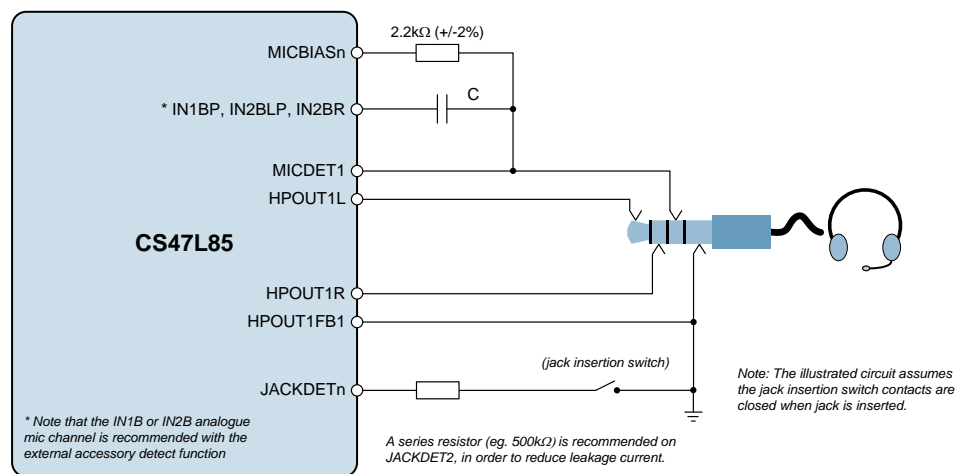 2.2kΩ (+/-2%)
MICBIASn
C
* IN1BP, IN2BLP, IN2BR
MICDET1
HPOUT1L
CS47L85
HPOUT1R
HPOUT1FB1
(jack insertion switch)
JACKDETn
Note: The illustrated circuit assumes
the jack insertion switch contacts are
closed when jack is inserted.
* Note that the IN1B or IN2B analogue
mic channel is recommended with the
external accessory detect function
A series resistor (eg. 500kΩ) is recommended on
JACKDET2, in order to reduce leakage current.